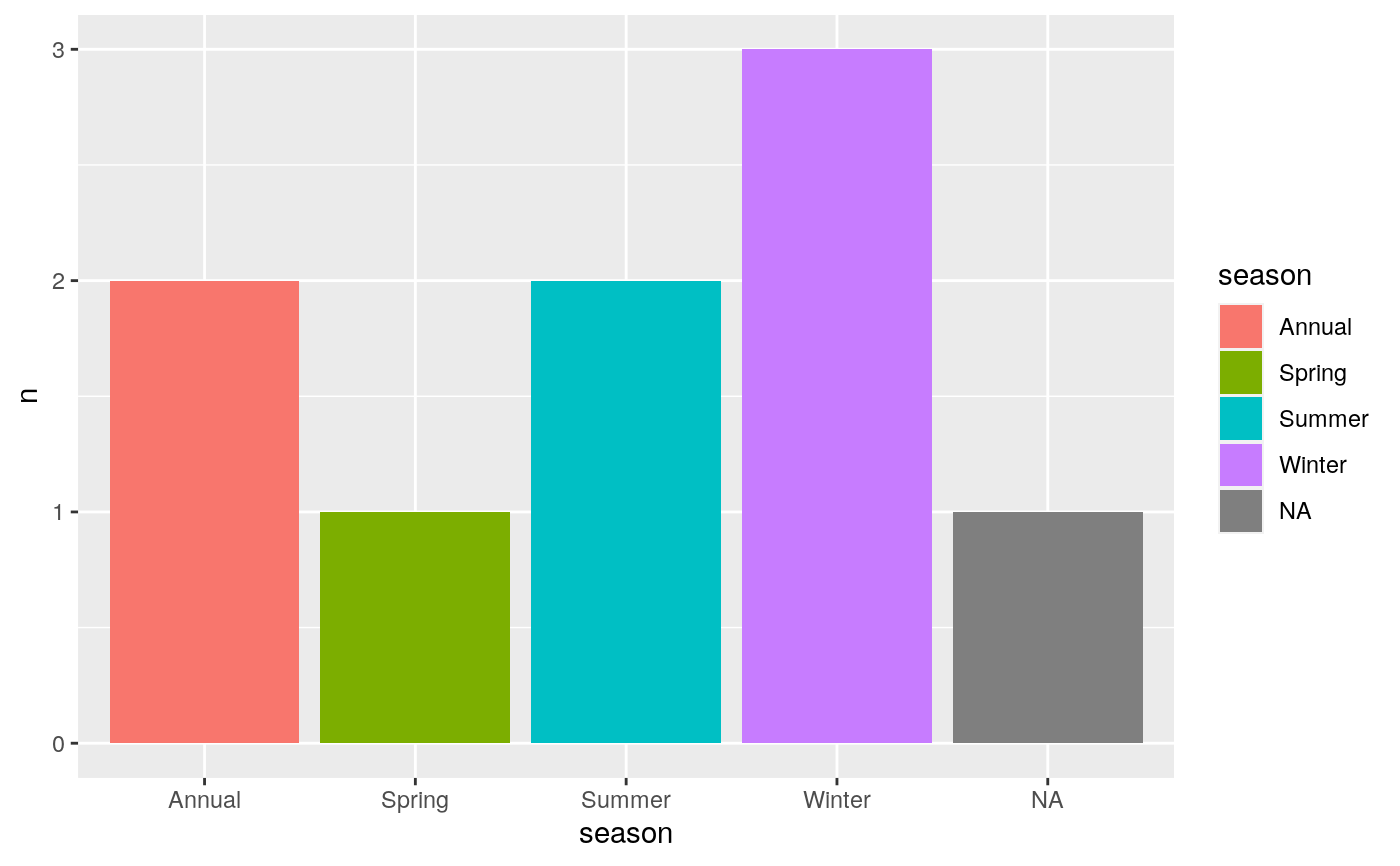 3
2
1
0
n
Annual Spring Summer Winter NA
season
season
Annual
Spring
Summer
Winter
NA